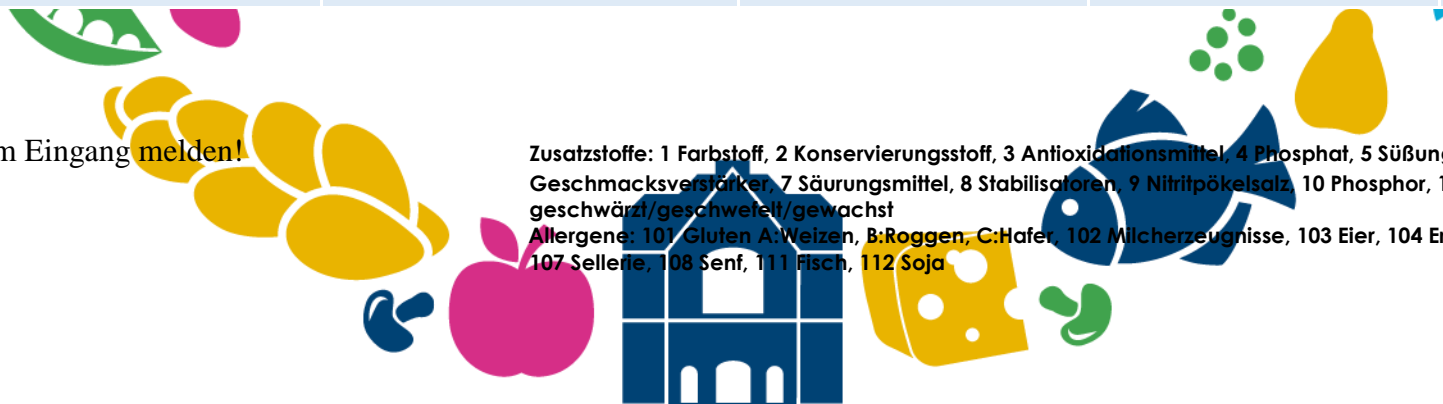 m Eingang melden!
Zusatzstoffe: 1 Farbstoff, 2 Konservierungsstoff, 3 Antioxidationsmittel, 4 Phosphat, 5 Süßung
Geschmacksverstärker, 7 Säurungsmittel, 8 Stabilisatoren, 9 Nitritpökelsalz, 10 Phosphor, 1
geschwärzt/geschwefelt/gewachst
Allergene: 101 Gluten A:Weizen, B:Roggen, C:Hafer, 102 Milcherzeugnisse, 103 Eier, 104 Er
107 Sellerie, 108 Senf, 111 Fisch, 112 Soja